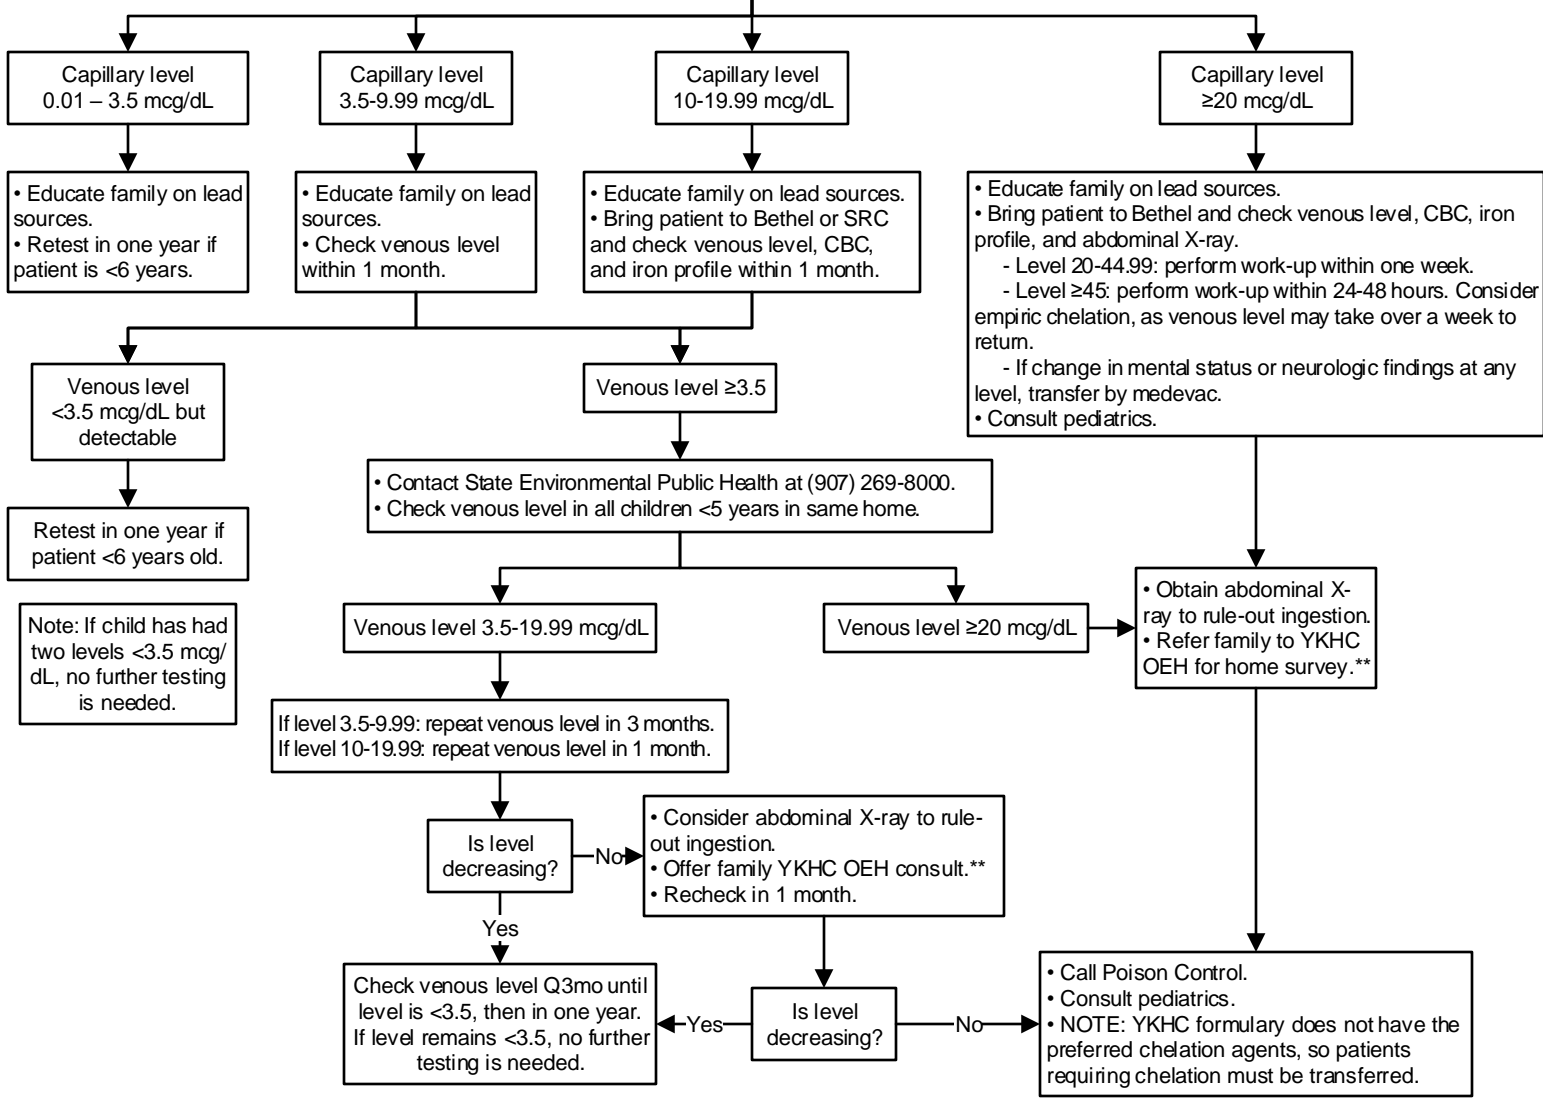 Capillary level
0.01 – 3.5 mcg/dL
Capillary level
3.5-9.99 mcg/dL
Capillary level
10-19.99 mcg/dL
Capillary level
≥20 mcg/dL
• Educate family on lead
sources.
• Retest in one year if
patient is <6 years.
• Educate family on lead
sources.
• Check venous level
within 1 month.
• Educate family on lead sources.
• Bring patient to Bethel or SRC
and check venous level, CBC,
and iron profile within 1 month.
• Educate family on lead sources.
• Bring patient to Bethel and check venous level, CBC, iron
profile, and abdominal X-ray.
- Level 20-44.99: perform work-up within one week.
- Level ≥45: perform work-up within 24-48 hours. Consider
empiric chelation, as venous level may take over a week to
return.
- If change in mental status or neurologic findings at any
level, transfer by medevac.
• Consult pediatrics.
Venous level
<3.5 mcg/dL but
detectable
Venous level ≥3.5
• Contact State Environmental Public Health at (907) 269-8000.
• Check venous level in all children <5 years in same home.
Retest in one year if
patient <6 years old.
Note: If child has had
two levels <3.5 mcg/
dL, no further testing
is needed.
Venous level 3.5-19.99 mcg/dL
Venous level ≥20 mcg/dL
• Obtain abdominal X-
ray to rule-out ingestion.
• Refer family to YKHC
OEH for home survey.**
If level 3.5-9.99: repeat venous level in 3 months.
If level 10-19.99: repeat venous level in 1 month.
Is level
decreasing?
No
• Consider abdominal X-ray to rule-
out ingestion.
• Offer family YKHC OEH consult.**
• Recheck in 1 month.
Yes
Check venous level Q3mo until
level is <3.5, then in one year.
If level remains <3.5, no further
testing is needed.
Yes
Is level
decreasing?
No
• Call Poison Control.
• Consult pediatrics.
• NOTE: YKHC formulary does not have the
preferred chelation agents, so patients
requiring chelation must be transferred.